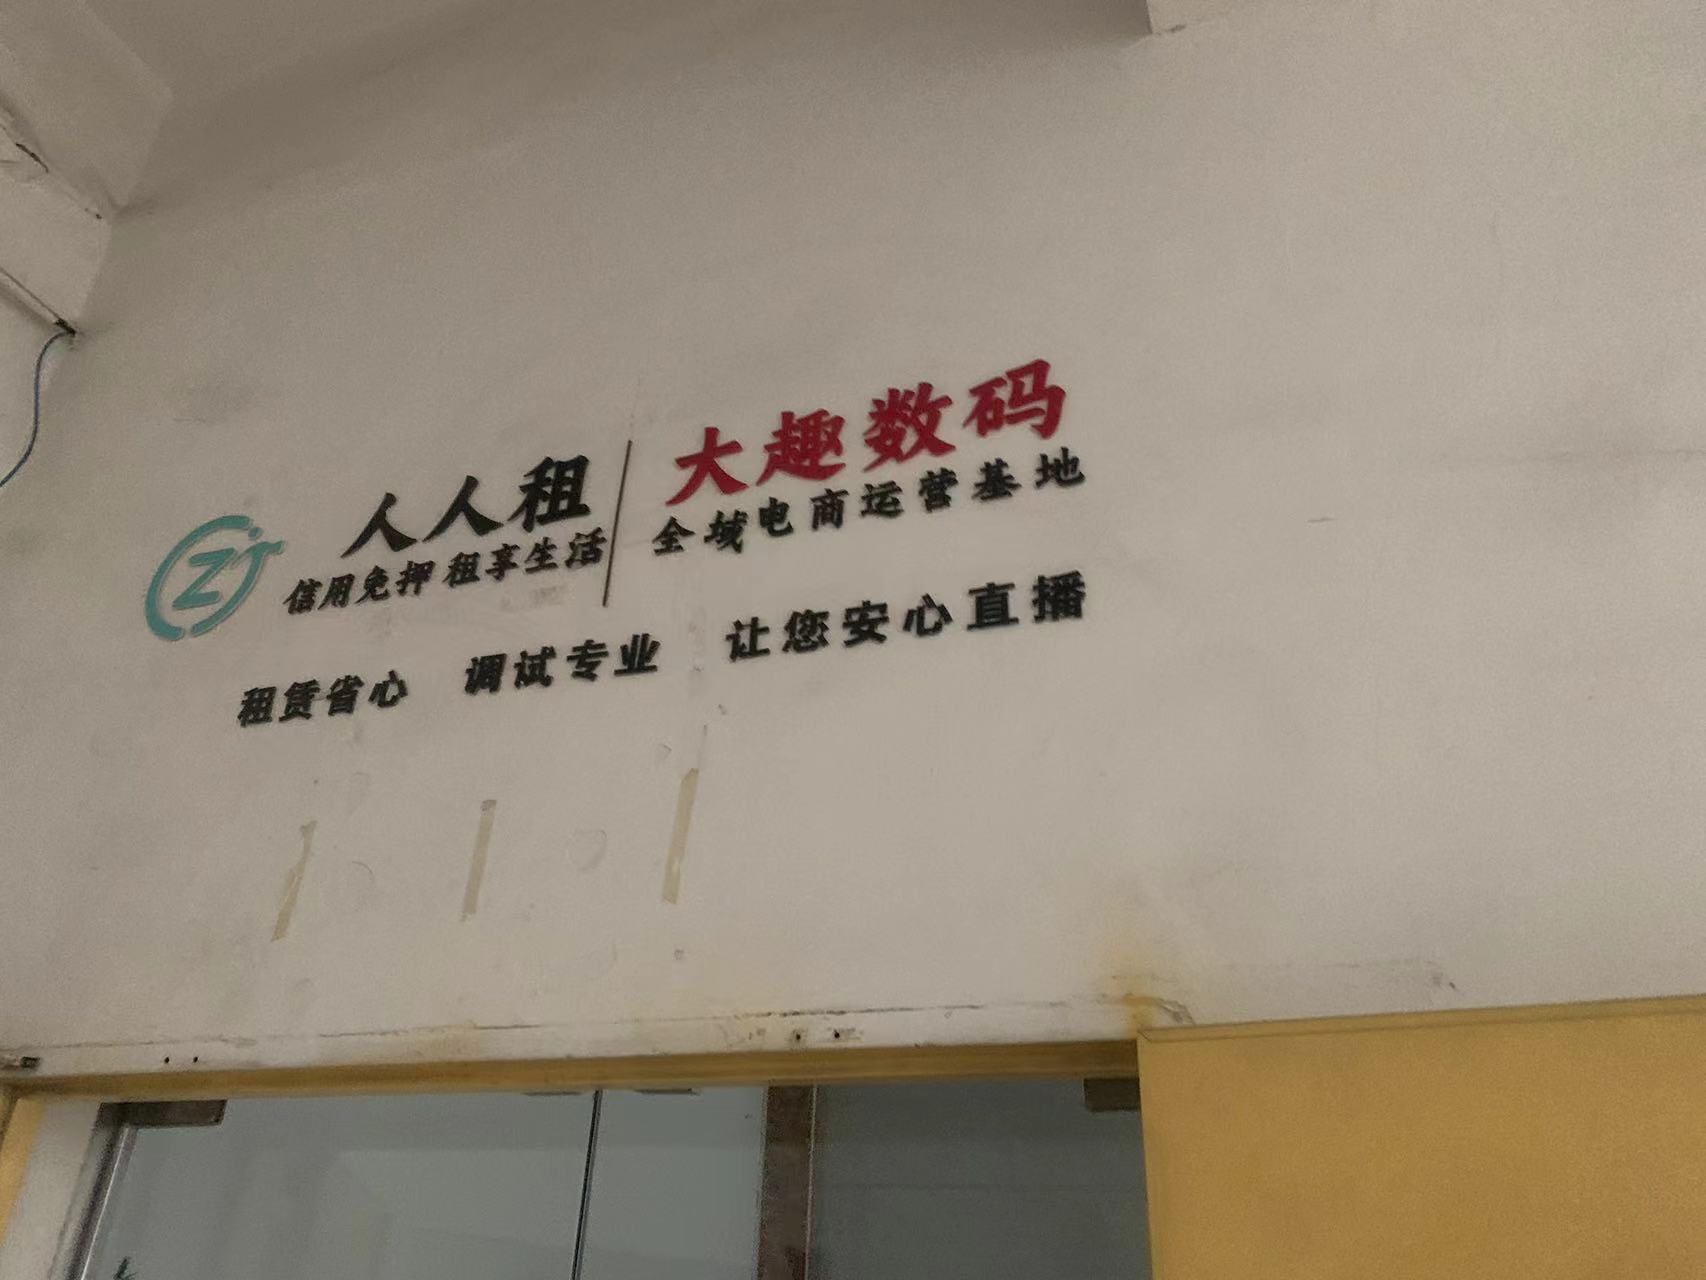 人人租
信用免押 租享生活
大趣数码
全域电商运营基地
租赁省心 调试专业 让您安心直播